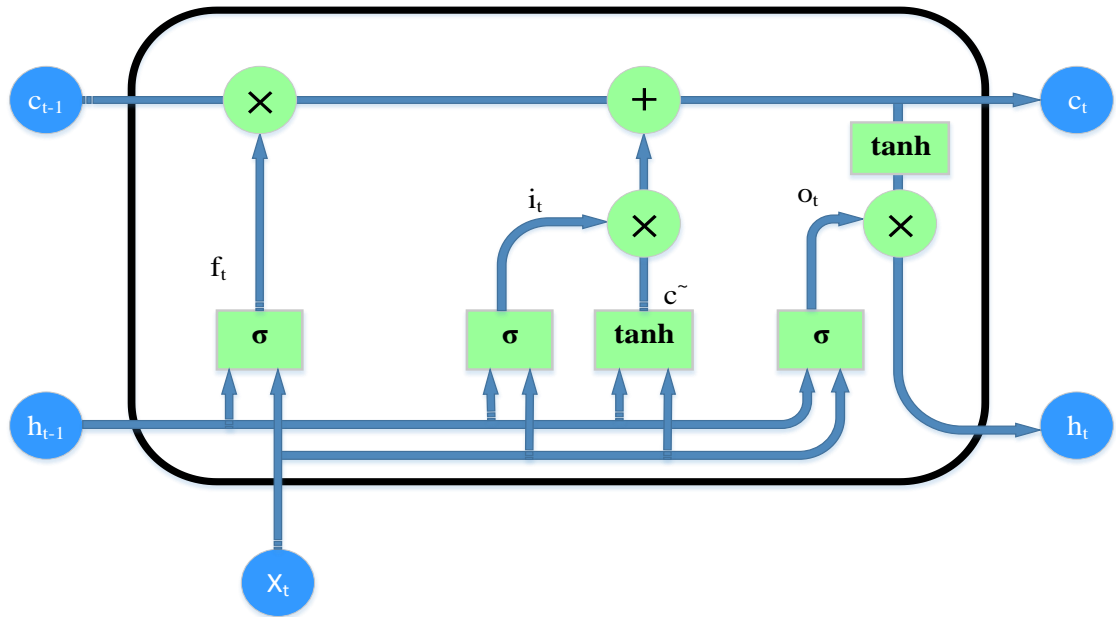 c_{t-1}
×
+
c_t
tanh
i_t
o_t
×
×
f_t
c^~
σ
σ
tanh
σ
h_{t-1}
h_t
X_t